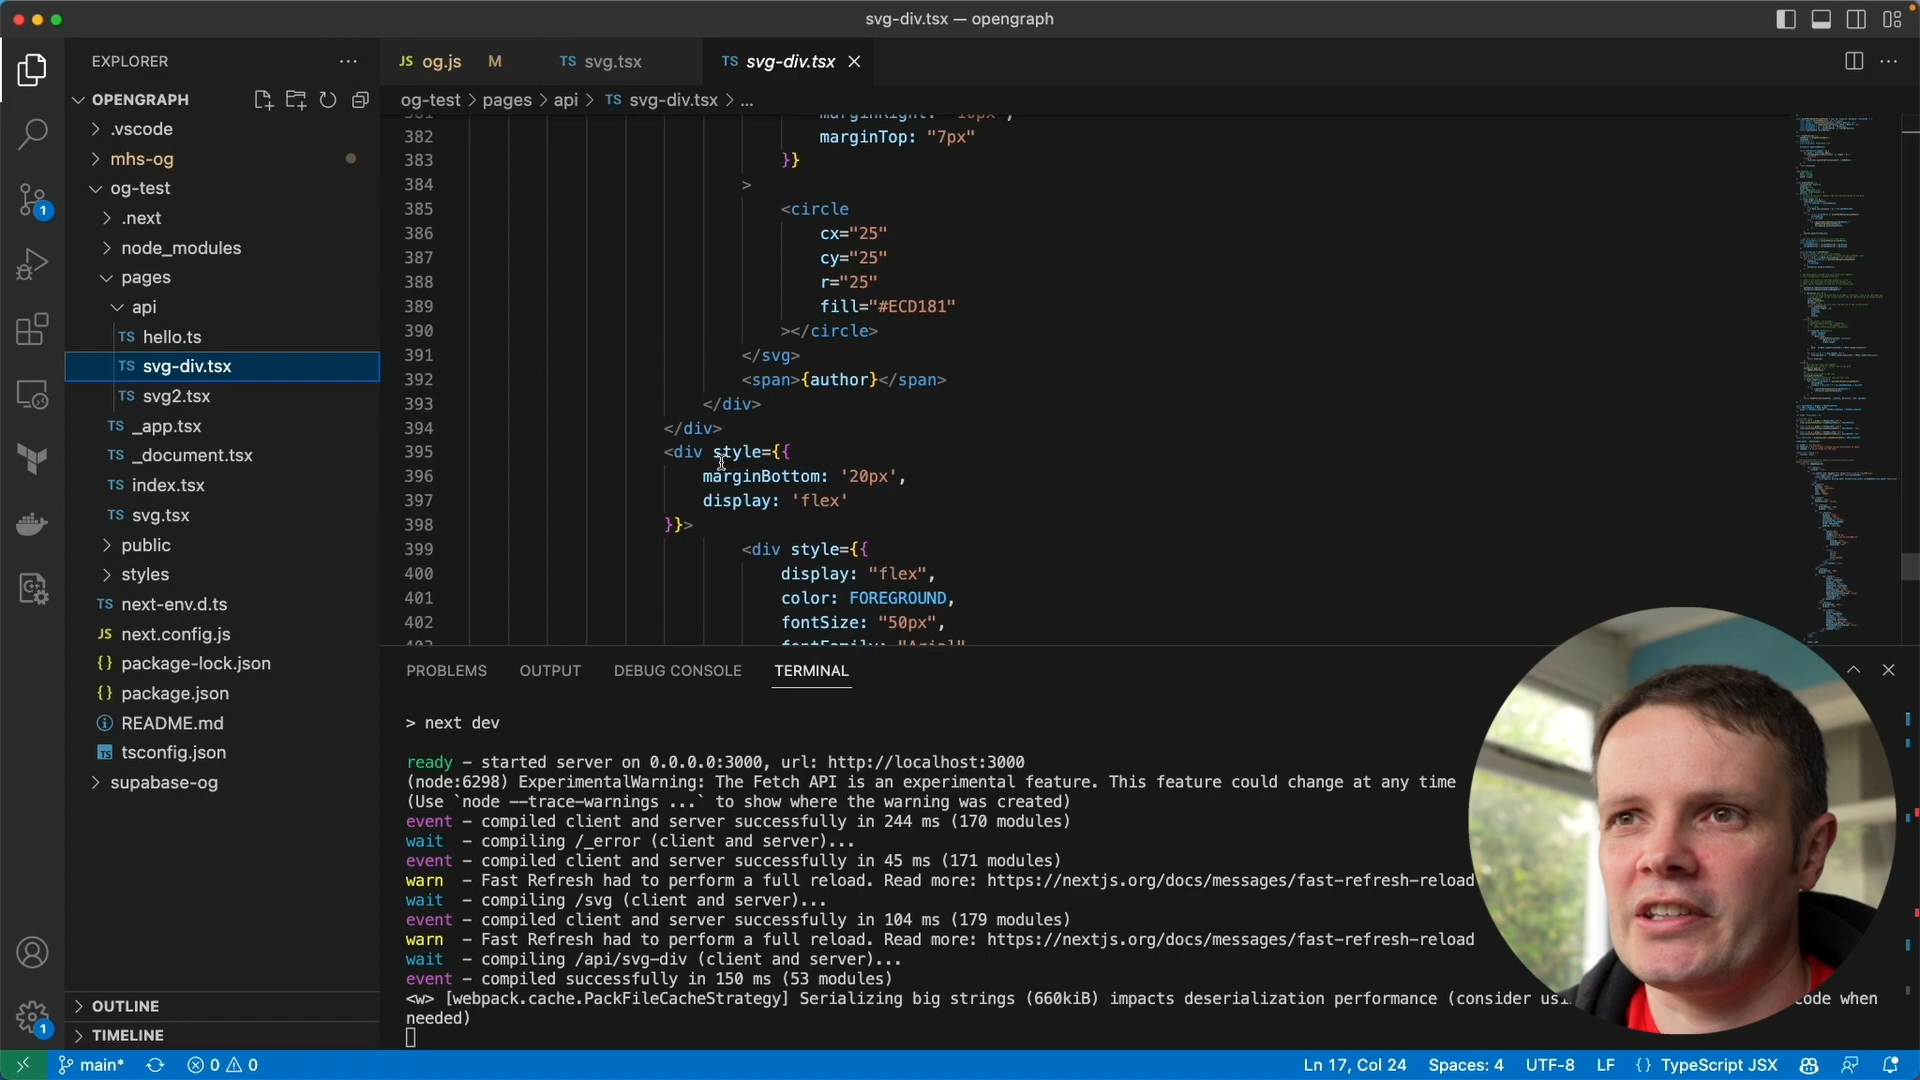 svg-div.tsx — opengraph
EXPLORER
JS og.js M
TS svg.tsx
TS svg-div.tsx
OPENGRAPH
og-test > pages > api > TS svg-div.tsx > ...
.vscode
mhs-og
og-test
.next
node_modules
pages
api
TS hello.ts
TS svg-div.tsx
TS svg2.tsx
TS _app.tsx
TS _document.tsx
TS index.tsx
TS svg.tsx
public
styles
TS next-env.d.ts
JS next.config.js
{} package-lock.json
{} package.json
README.md
TS tsconfig.json
supabase-og
OUTLINE
TIMELINE
381 marginRight: "10px",
382 marginTop: "7px"
383 }}
384 >
385 <circle
386 cx="25"
387 cy="25"
388 r="25"
389 fill="#ECD181"
390 ></circle>
391 </svg>
392 <span>{author}</span>
393 </div>
394 </div>
395 <div style={{
396 marginBottom: '20px',
397 display: 'flex'
398 }}>
399 <div style={{
400 display: "flex",
401 color: FOREGROUND,
402 fontSize: "50px",
403 fontFamily: "Arial"
PROBLEMS
OUTPUT
DEBUG CONSOLE
TERMINAL
> next dev
ready - started server on 0.0.0.0:3000, url: http://localhost:3000
(node:6298) ExperimentalWarning: The Fetch API is an experimental feature. This feature could change at any time
(Use `node --trace-warnings ...` to show where the warning was created)
event - compiled client and server successfully in 244 ms (170 modules)
wait - compiling /_error (client and server)...
event - compiled client and server successfully in 45 ms (171 modules)
warn - Fast Refresh had to perform a full reload. Read more: https://nextjs.org/docs/messages/fast-refresh-reload
wait - compiling /svg (client and server)...
event - compiled client and server successfully in 104 ms (179 modules)
warn - Fast Refresh had to perform a full reload. Read more: https://nextjs.org/docs/messages/fast-refresh-reload
wait - compiling /api/svg-div (client and server)...
event - compiled successfully in 150 ms (53 modules)
<w> [webpack.cache.PackFileCacheStrategy] Serializing big strings (660kiB) impacts deserialization performance (consider code when
needed)
1
1
main*
0
0
Ln 17, Col 24
Spaces: 4
UTF-8
LF
{} TypeScript JSX